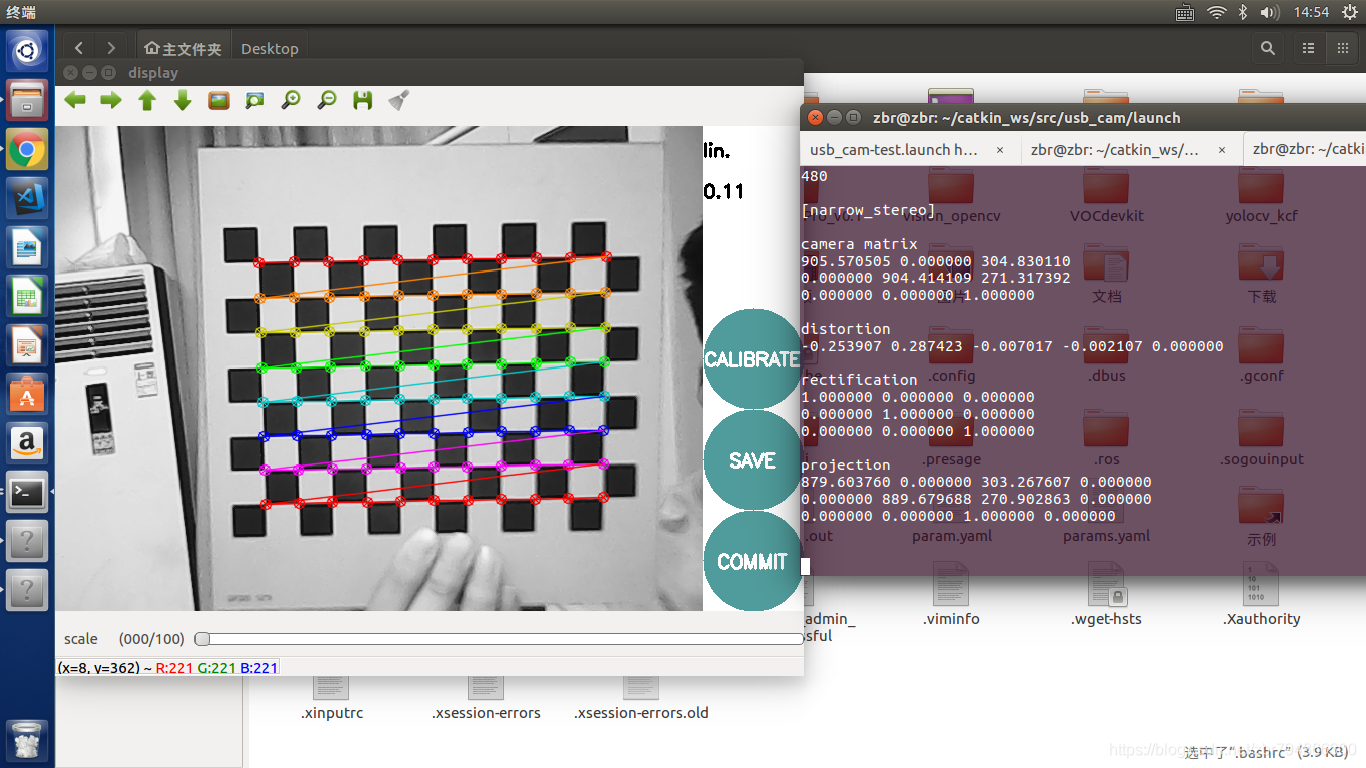 终端
14:54
主文件夹
Desktop
display
lin.
0.11
CALIBRATE
SAVE
COMMIT
scale (000/100)
(x=8, y=362) ~ R:221 G:221 B:221
zbr@zbr: ~/catkin_ws/src/usb_cam/launch
usb_cam-test.launch h… × zbr@zbr: ~/catkin_ws/… × zbr@zbr: ~/catki
480
[narrow_stereo]
camera matrix
905.570505 0.000000 304.830110
0.000000 904.414109 271.317392
0.000000 0.000000 1.000000
distortion
-0.253907 0.287423 -0.007017 -0.002107 0.000000
rectification
1.000000 0.000000 0.000000
0.000000 1.000000 0.000000
0.000000 0.000000 1.000000
projection
879.603760 0.000000 303.267607 0.000000
0.000000 889.679688 270.902863 0.000000
0.000000 0.000000 1.000000 0.000000
vision_opencv VOCdevkit yolocv_kcf
图片 文档 下载
.config .dbus .gconf
.presage .ros .sogouinput
.out param.yaml params.yaml 示例
admin_
ssful
.viminfo .wget-hsts .Xauthority
.xinputrc .xsession-errors .xsession-errors.old
选中了“.bashrc” (3.9 KB)